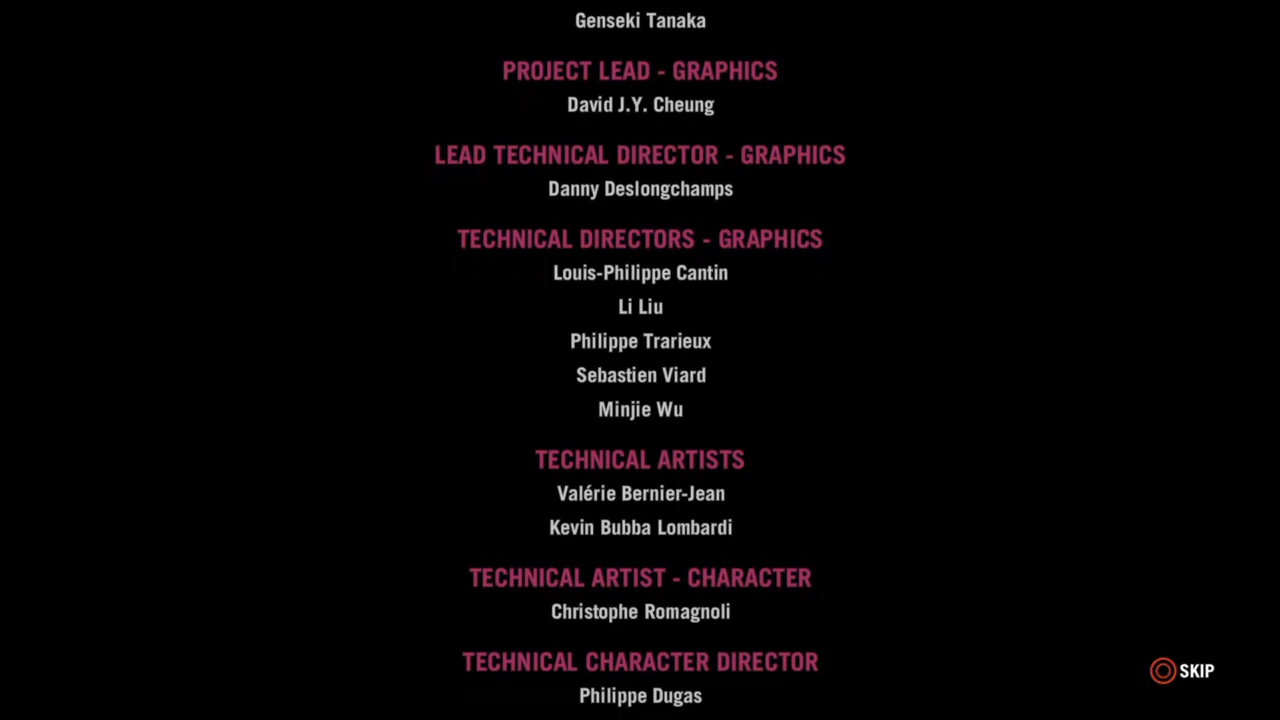 Genseki Tanaka
PROJECT LEAD - GRAPHICS
David J.Y. Cheung
LEAD TECHNICAL DIRECTOR - GRAPHICS
Danny Deslongchamps
TECHNICAL DIRECTORS - GRAPHICS
Louis-Philippe Cantin
Li Liu
Philippe Trarieux
Sebastien Viard
Minjie Wu
TECHNICAL ARTISTS
Valérie Bernier-Jean
Kevin Bubba Lombardi
TECHNICAL ARTIST - CHARACTER
Christophe Romagnoli
TECHNICAL CHARACTER DIRECTOR
SKIP
Philippe Dugas